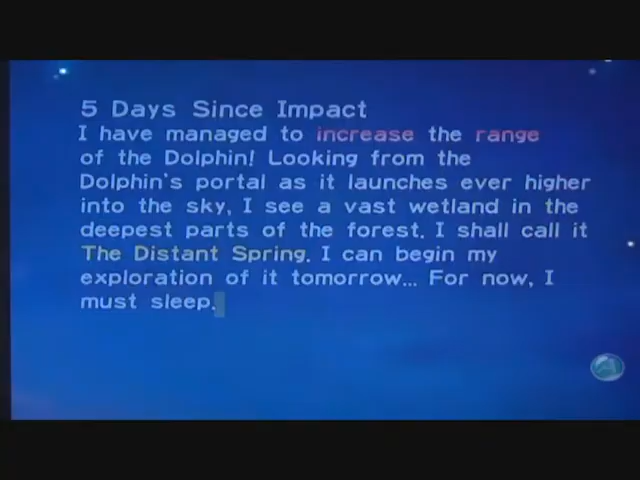 5 Days Since Impact
I have managed to increase the range
of the Dolphin! Looking from the
Dolphin's portal as it launches ever higher
into the sky, I see a vast wetland in the
deepest parts of the forest. I shall call it
The Distant Spring. I can begin my
exploration of it tomorrow... For now, I
must sleep.
A